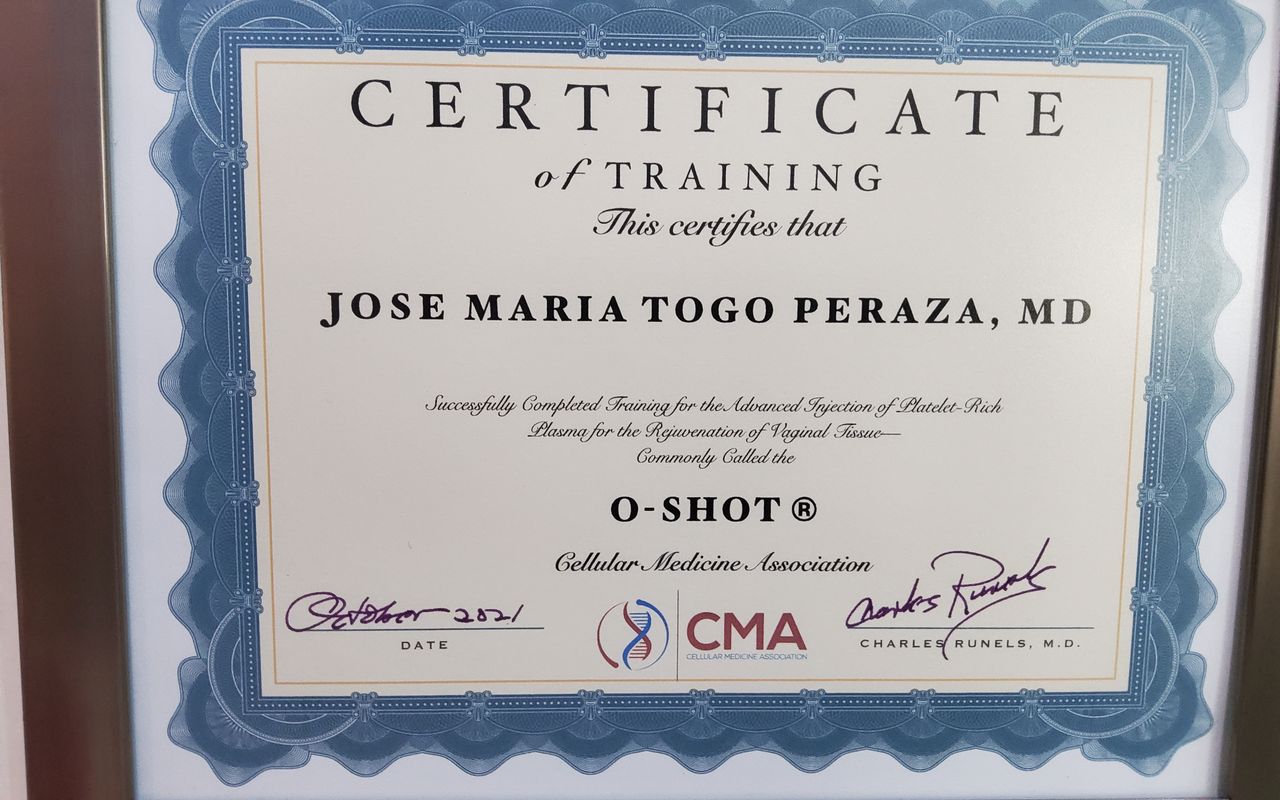 CERTIFICATE
of TRAINING
This certifies that
JOSE MARIA TOGO PERAZA, MD
Successfully Completed Training for the Advanced Injection of Platelet-Rich
Plasma for the Rejuvenation of Vaginal Tissue—
Commonly Called the
O-SHOT ®
Cellular Medicine Association
October 2021
DATE
CMA
CELLULAR MEDICINE ASSOCIATION
Charles Runels
CHARLES RUNELS, M.D.